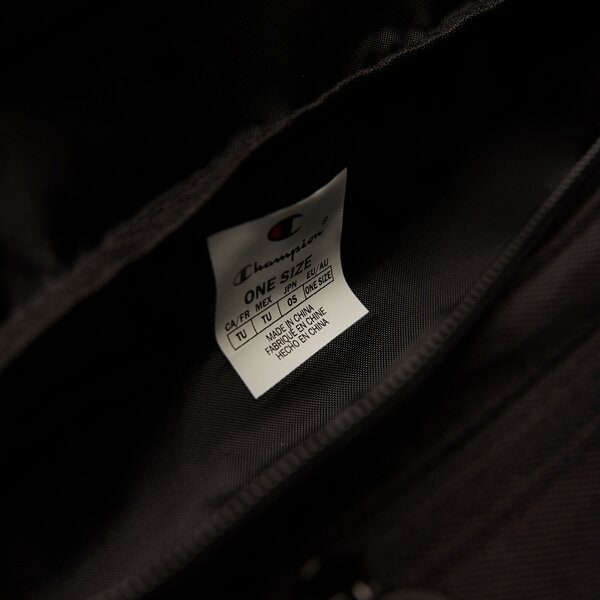 Champion®
ONE SIZE
CA/FR MEX JPN EU/AU
TU TU OS ONE SIZE
MADE IN CHINA
FABRIQUÉ EN CHINE
HECHO EN CHINA